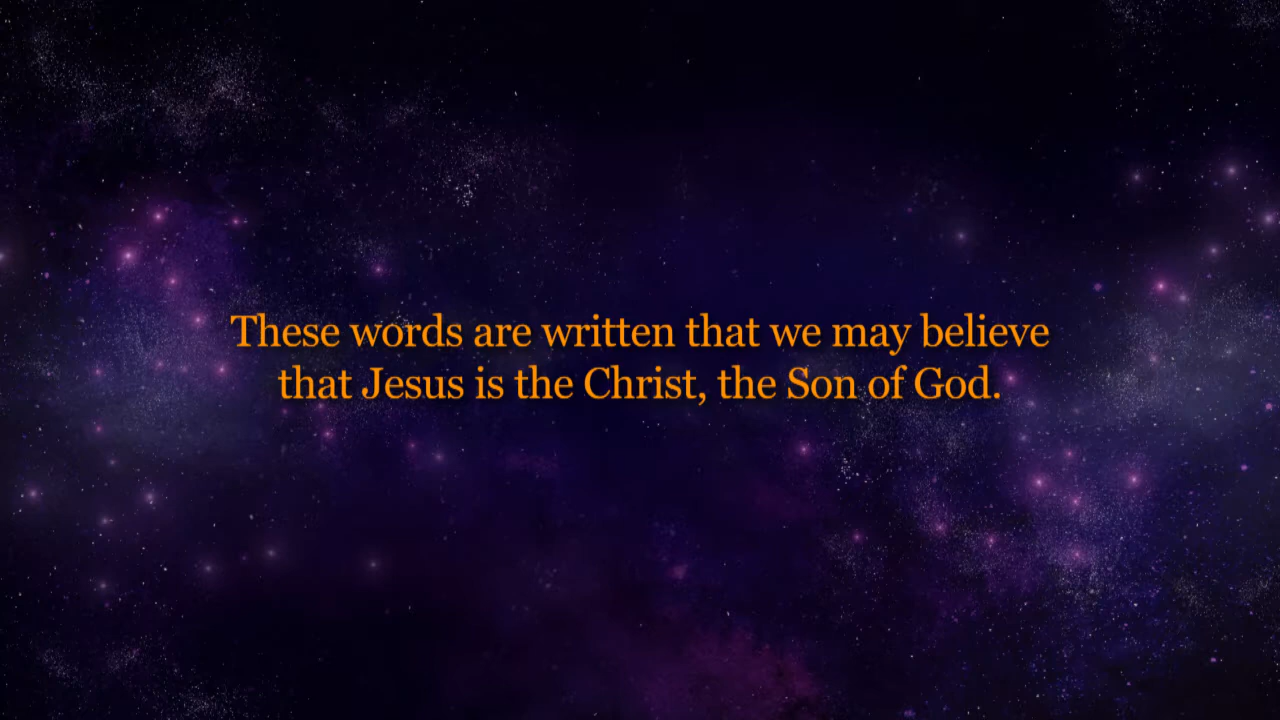 These words are written that we may believe
that Jesus is the Christ, the Son of God.